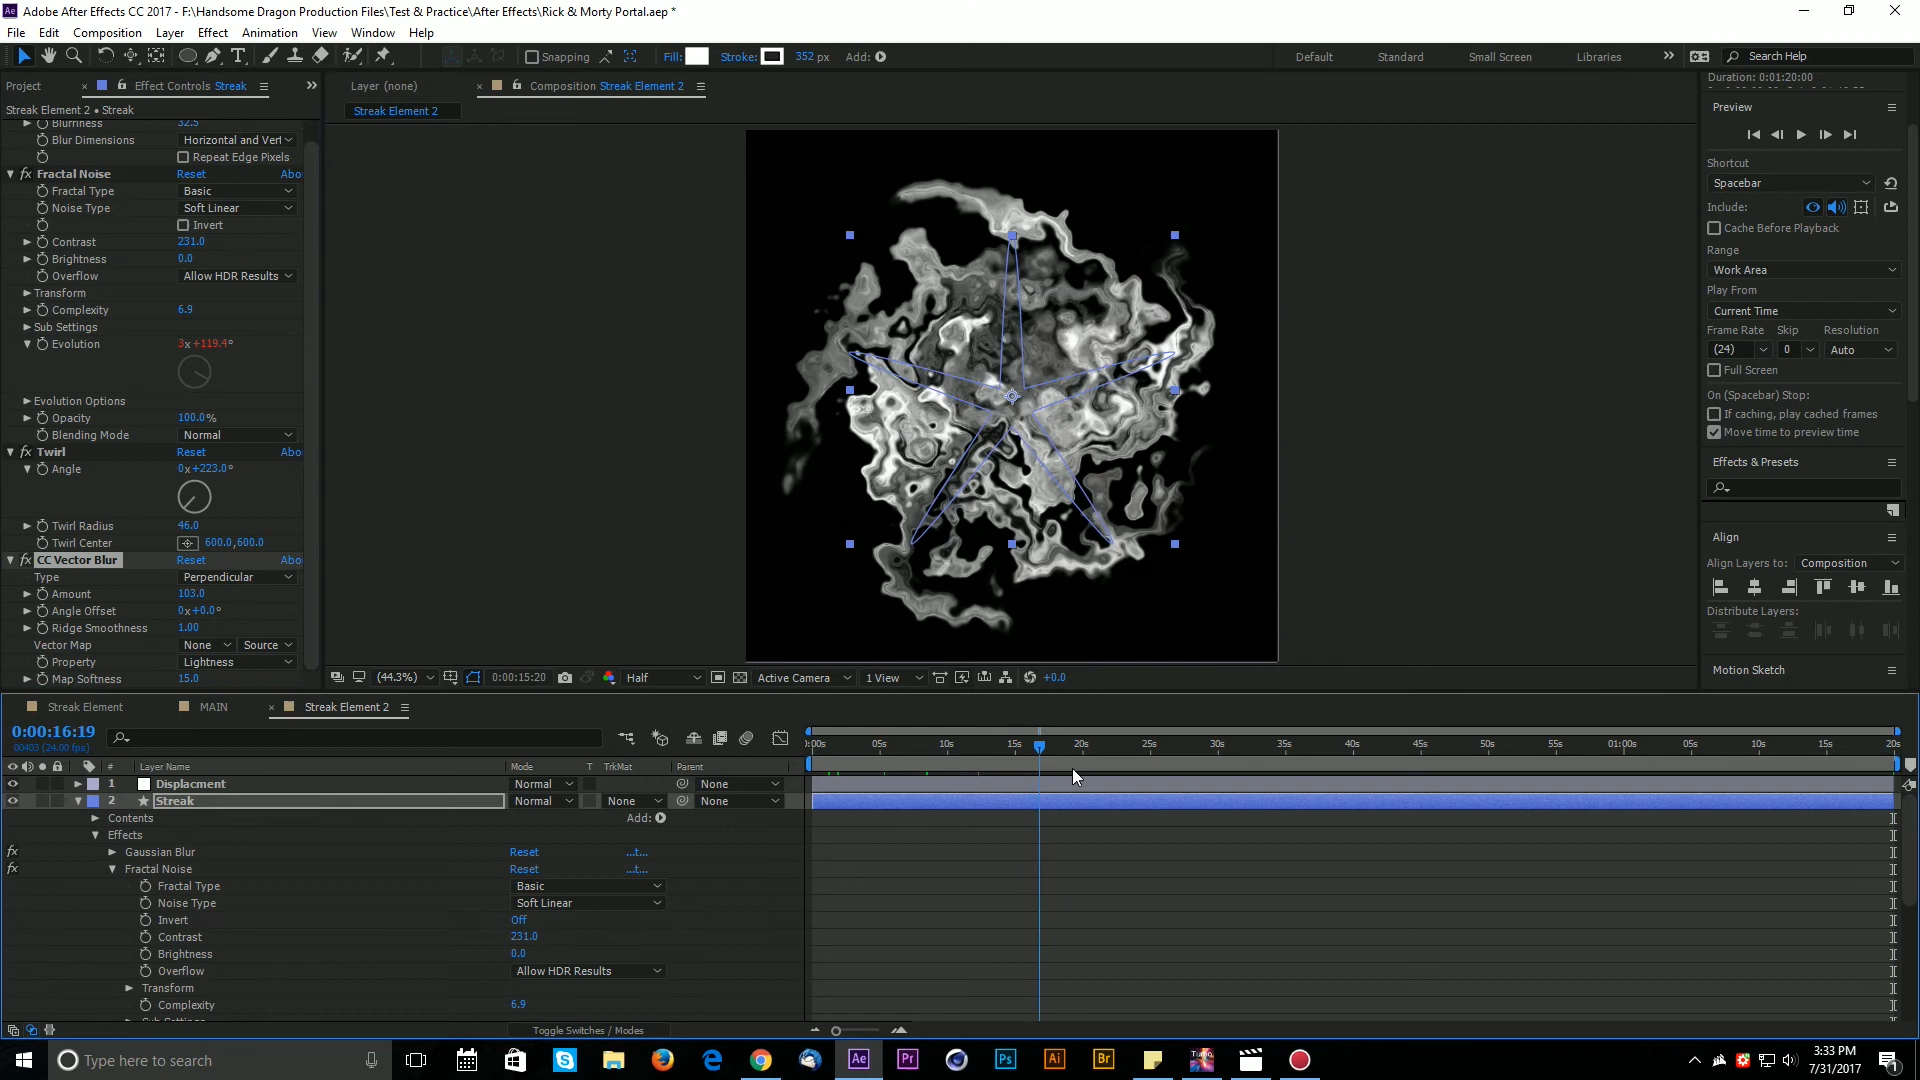 Adobe After Effects CC 2017 - F:\Handsome Dragon Production Files\Test & Practice\After Effects\Rick & Morty Portal.aep *
File Edit Composition Layer Effect Animation View Window Help
Snapping Fill: Stroke: 352 px Add: Default Standard Small Screen Libraries Search Help
Project Effect Controls Streak
Layer (none) Composition Streak Element 2
Streak Element 2 • Streak
Streak Element 2
Blurriness 32.5
Blur Dimensions Horizontal and Vert
Repeat Edge Pixels
Fractal Noise Reset Abo
Fractal Type Basic
Noise Type Soft Linear
Invert
Contrast 231.0
Brightness 0.0
Overflow Allow HDR Results
Transform
Complexity 6.9
Sub Settings
Evolution 3x+119.4°
Evolution Options
Opacity 100.0%
Blending Mode Normal
Twirl Reset Abo
Angle 0x+223.0°
Twirl Radius 46.0
Twirl Center 600.0,600.0
CC Vector Blur Reset Abo
Type Perpendicular
Amount 103.0
Angle Offset 0x+0.0°
Ridge Smoothness 1.00
Vector Map None Source
Property Lightness
Map Softness 15.0
(44.3%) 0:00:15:20 Half Active Camera 1 View +0.0
Duration: 0:01:20:00
Preview
Shortcut
Spacebar
Include:
Cache Before Playback
Range
Work Area
Play From
Current Time
Frame Rate Skip Resolution
(24) 0 Auto
Full Screen
On (Spacebar) Stop:
If caching, play cached frames
Move time to preview time
Effects & Presets
Align
Align Layers to: Composition
Distribute Layers:
Motion Sketch
Streak Element MAIN Streak Element 2
0:00:16:19
00403 (24.00 fps)
):00s 05s 10s 15s 20s 25s 30s 35s 40s 45s 50s 55s 01:00s 05s 10s 15s 20s
# Layer Name Mode T TrkMat Parent
1 Displacment Normal None
2 Streak Normal None None
Contents Add:
Effects
Gaussian Blur Reset ...t...
Fractal Noise Reset ...t...
Fractal Type Basic
Noise Type Soft Linear
Invert Off
Contrast 231.0
Brightness 0.0
Overflow Allow HDR Results
Transform
Complexity 6.9
Toggle Switches / Modes
Type here to search
Ae Pr Ps Ai Br
3:33 PM
7/31/2017
1